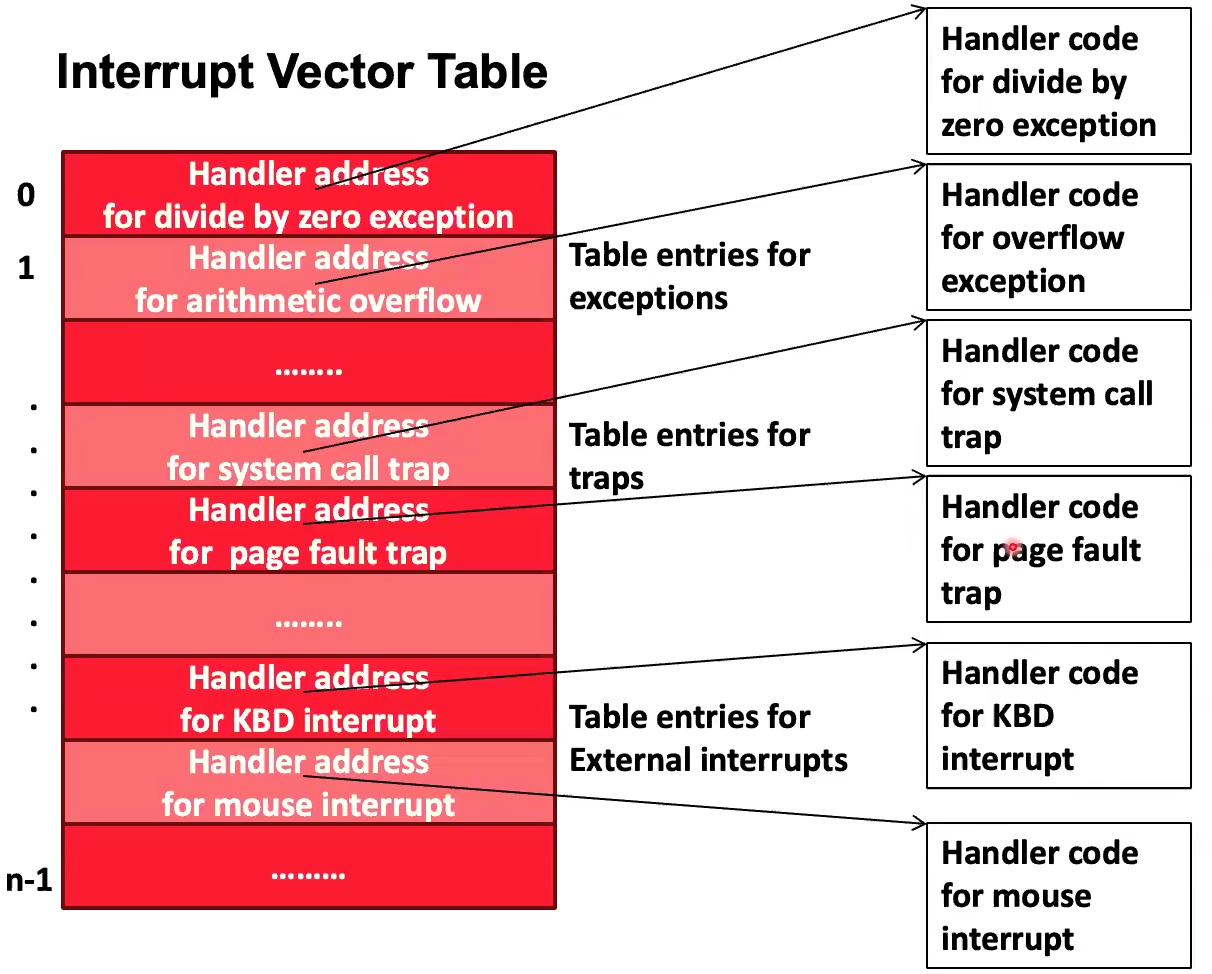 Interrupt Vector Table
0
Handler address
for divide by zero exception
1
Handler address
for arithmetic overflow
........
Handler address
for system call trap
Handler address
for  page fault trap
........
Handler address
for KBD interrupt
Handler address
for mouse interrupt
n-1
.........
Table entries for
exceptions
Table entries for
traps
Table entries for
External interrupts
Handler code
for divide by
zero exception
Handler code
for overflow
exception
Handler code
for system call
trap
Handler code
for page fault
trap
Handler code
for KBD
interrupt
Handler code
for mouse
interrupt